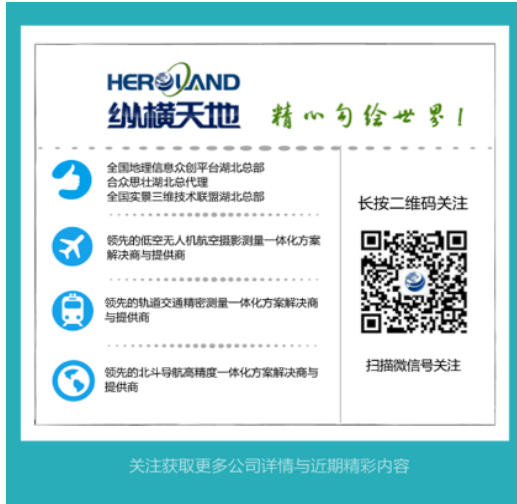 HEROLAND
纵横天地
精心勾绘世界!
全国地理信息众创平台湖北总部
合众思壮湖北总代理
全国实景三维技术联盟湖北总部
领先的低空无人机航空摄影测量一体化方案
解决商与提供商
领先的轨道交通精密测量一体化方案解决商
与提供商
领先的北斗导航高精度一体化方案解决商与
提供商
长按二维码关注
扫描微信号关注
关注获取更多公司详情与近期精彩内容